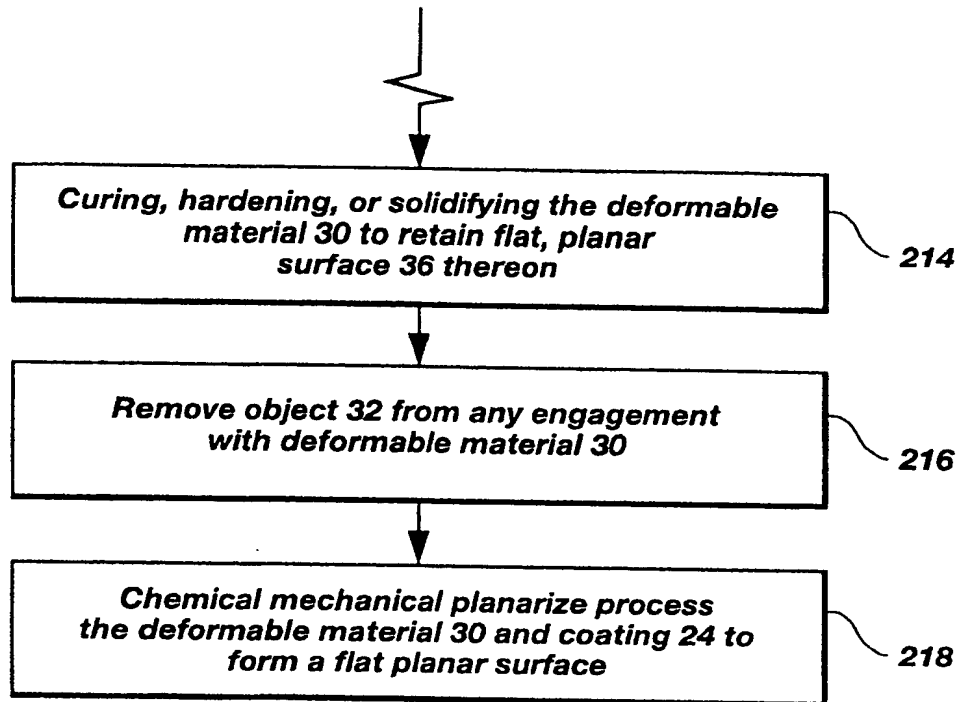 Curing, hardening, or solidifying the deformable
material 30 to retain flat, planar
surface 36 thereon
214
Remove object 32 from any engagement
with deformable material 30
216
Chemical mechanical planarize process
the deformable material 30 and coating 24 to
form a flat planar surface
218